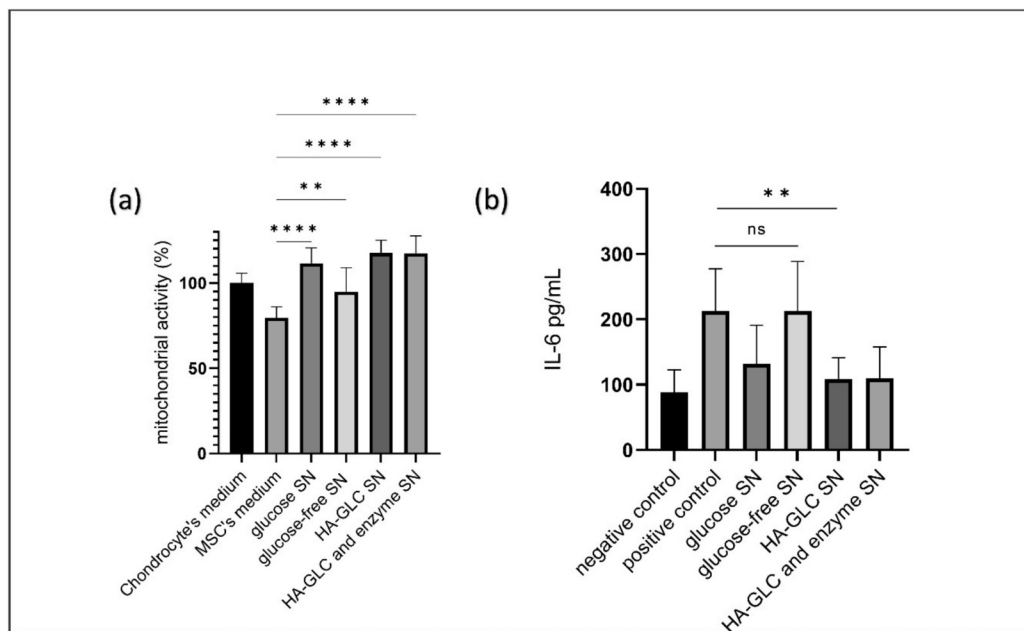 (a)
mitochondrial activity (%)
100
50
0
****
****
**
****
Chondrocyte's medium
MSC's medium
glucose SN
glucose-free SN
HA-GLC SN
HA-GLC and enzyme SN
(b)
IL-6 pg/mL
400
300
200
100
0
**
ns
negative control
positive control
glucose SN
glucose-free SN
HA-GLC SN
HA-GLC and enzyme SN